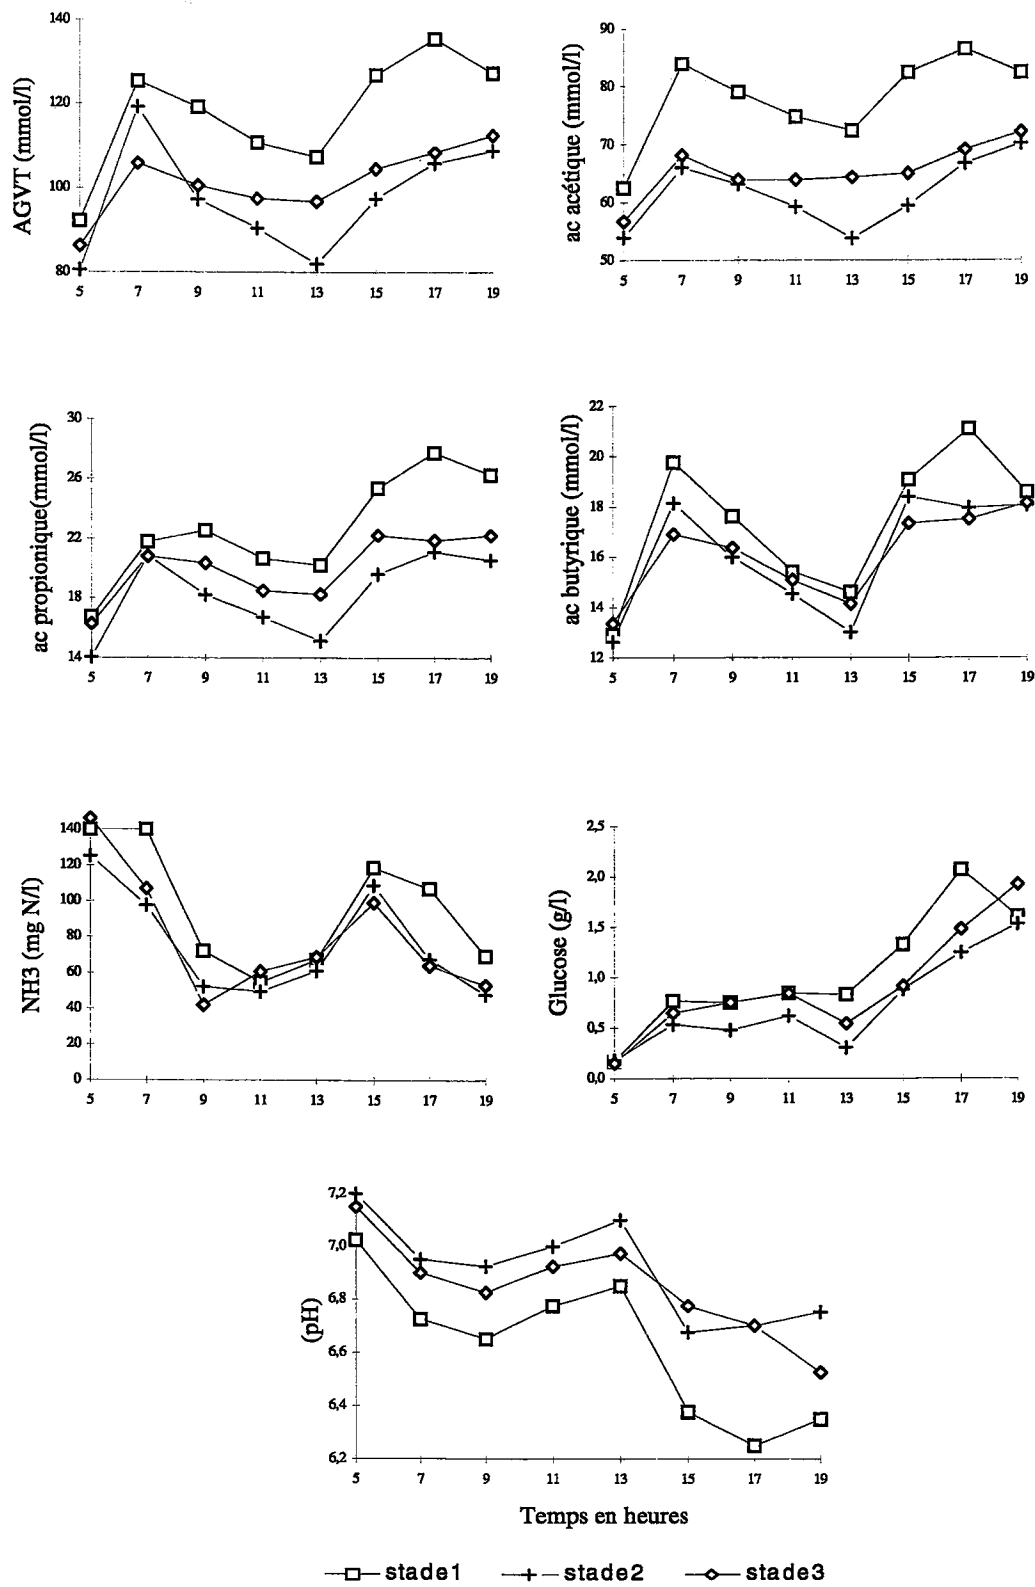 140
120
100
80
AGVT (mmol/l)
5 7 9 11 13 15 17 19
90
80
70
60
50
ac acétique (mmol/l)
5 7 9 11 13 15 17 19
30
26
22
18
14
ac propionique(mmol/l)
5 7 9 11 13 15 17 19
22
20
18
16
14
12
ac butyrique (mmol/l)
5 7 9 11 13 15 17 19
140
120
100
80
60
40
20
0
NH3 (mg N/l)
5 7 9 11 13 15 17 19
2,5
2,0
1,5
1,0
0,5
0,0
Glucose (g/l)
5 7 9 11 13 15 17 19
7,2
7,0
6,8
6,6
6,4
6,2
(pH)
5 7 9 11 13 15 17 19
Temps en heures
stade1 stade2 stade3